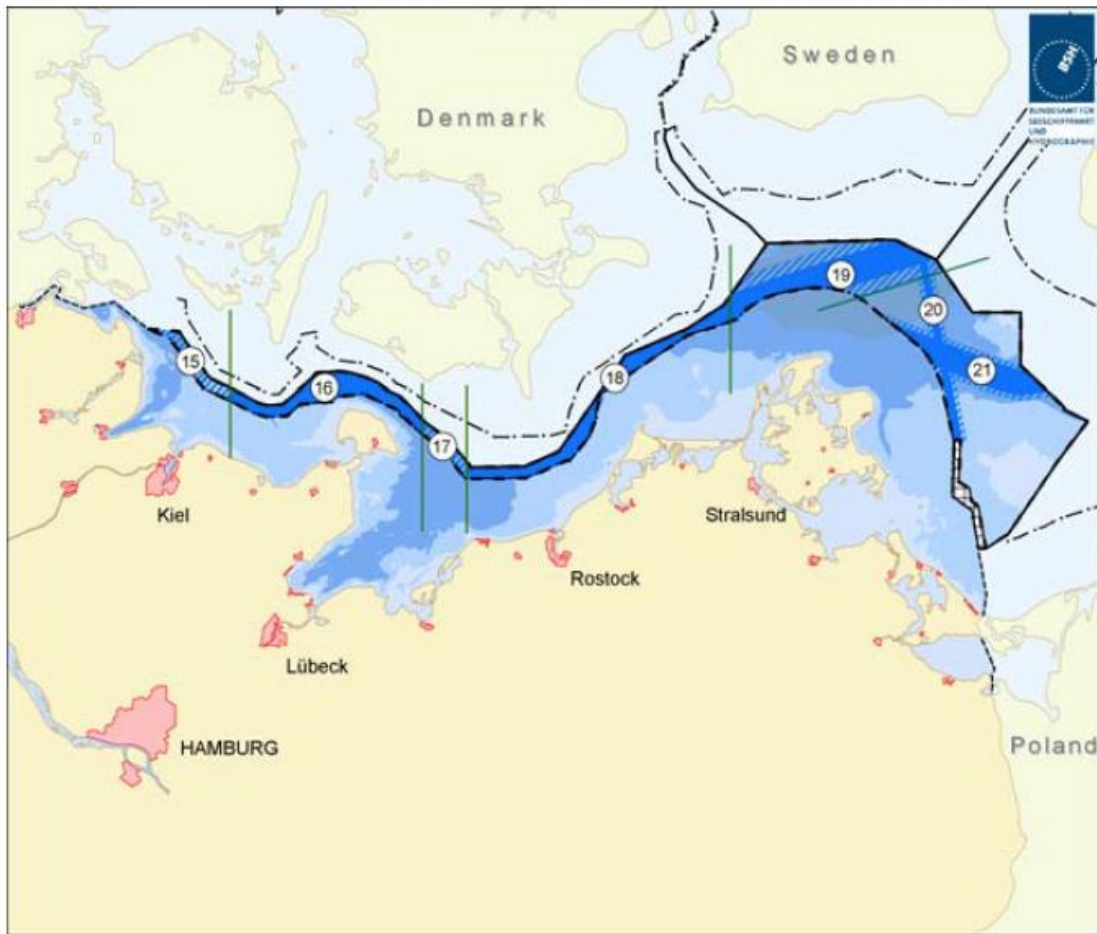 Sweden
BSH
BUNDESAMT FÜR
SEESCHIFFFAHRT
UND
HYDROGRAPHIE
Denmark
19
20
15
16
21
18
17
Kiel
Stralsund
Rostock
Lübeck
HAMBURG
Poland